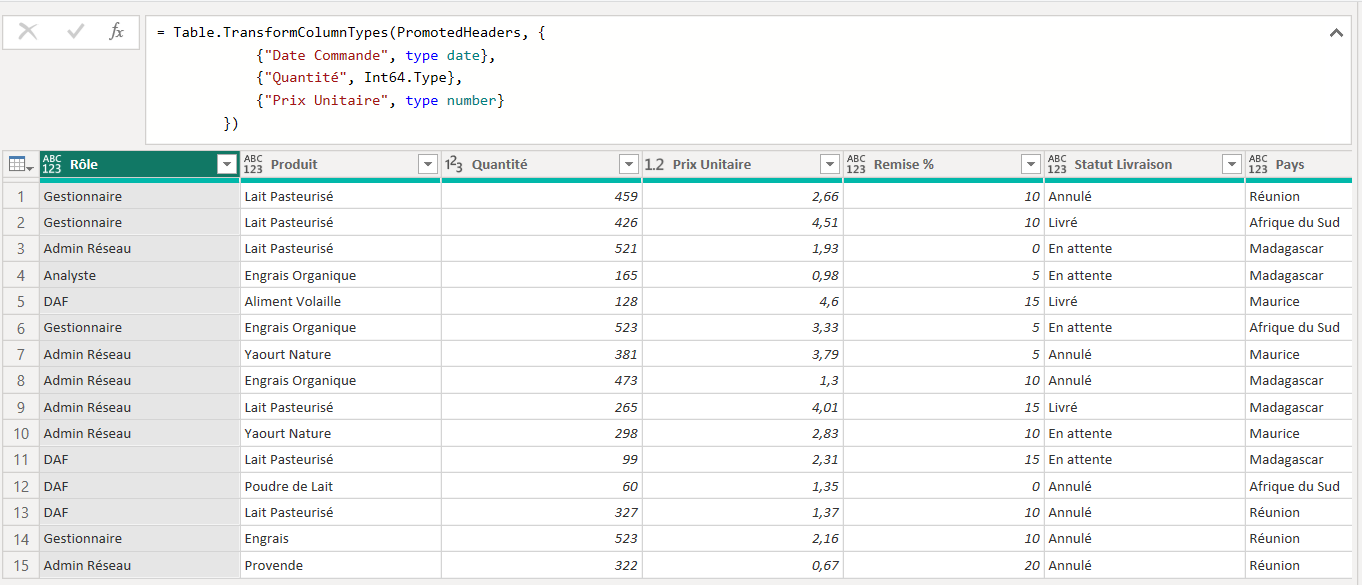 fx
= Table.TransformColumnTypes(PromotedHeaders, {
{"Date Commande", type date},
{"Quantité", Int64.Type},
{"Prix Unitaire", type number}
})
ABC 123 Rôle ABC 123 Produit 1²3 Quantité 1.2 Prix Unitaire ABC 123 Remise % ABC 123 Statut Livraison ABC 123 Pays
1 Gestionnaire Lait Pasteurisé 459 2,66 10 Annulé Réunion
2 Gestionnaire Lait Pasteurisé 426 4,51 10 Livré Afrique du Sud
3 Admin Réseau Lait Pasteurisé 521 1,93 0 En attente Madagascar
4 Analyste Engrais Organique 165 0,98 5 En attente Madagascar
5 DAF Aliment Volaille 128 4,6 15 Livré Maurice
6 Gestionnaire Engrais Organique 523 3,33 5 En attente Afrique du Sud
7 Admin Réseau Yaourt Nature 381 3,79 5 Annulé Maurice
8 Admin Réseau Engrais Organique 473 1,3 10 Annulé Madagascar
9 Admin Réseau Lait Pasteurisé 265 4,01 15 Livré Madagascar
10 Admin Réseau Yaourt Nature 298 2,83 10 En attente Maurice
11 DAF Lait Pasteurisé 99 2,31 15 En attente Madagascar
12 DAF Poudre de Lait 60 1,35 0 Annulé Afrique du Sud
13 DAF Lait Pasteurisé 327 1,37 10 Annulé Réunion
14 Gestionnaire Engrais 523 2,16 10 Annulé Réunion
15 Admin Réseau Provende 322 0,67 20 Annulé Réunion